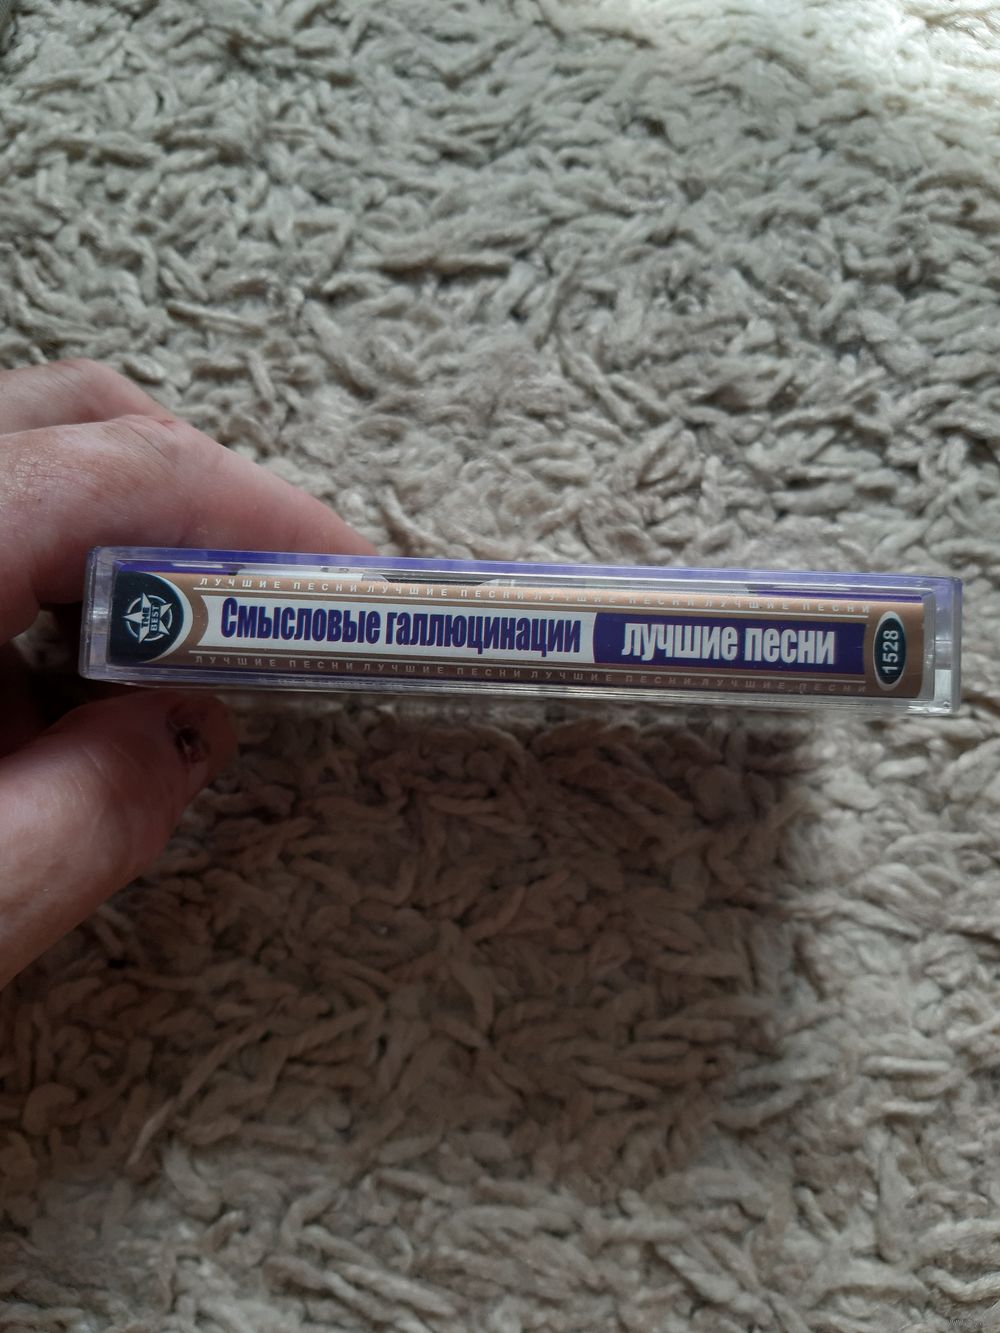 ЛУЧШИЕ ПЕСНИ ЛУЧШИЕ ПЕСНИ ЛУЧШИЕ ПЕСНИ ЛУЧШИЕ ПЕСНИ
THE BEST
Смысловые галлюцинации лучшие песни
1528
ЛУЧШИЕ ПЕСНИ ЛУЧШИЕ ПЕСНИ ЛУЧШИЕ ПЕСНИ ЛУЧШИЕ ПЕСНИ